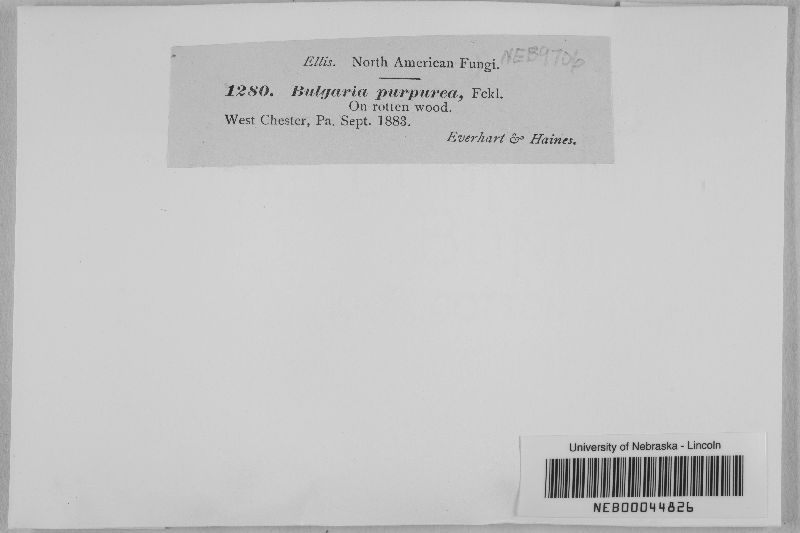 Ellis. North American Fungi. NEB9706
1280. Bulgaria purpurea, Fckl.
On rotten wood.
West Chester, Pa. Sept. 1883.
Everhart & Haines.
University of Nebraska - Lincoln
NEB00044826